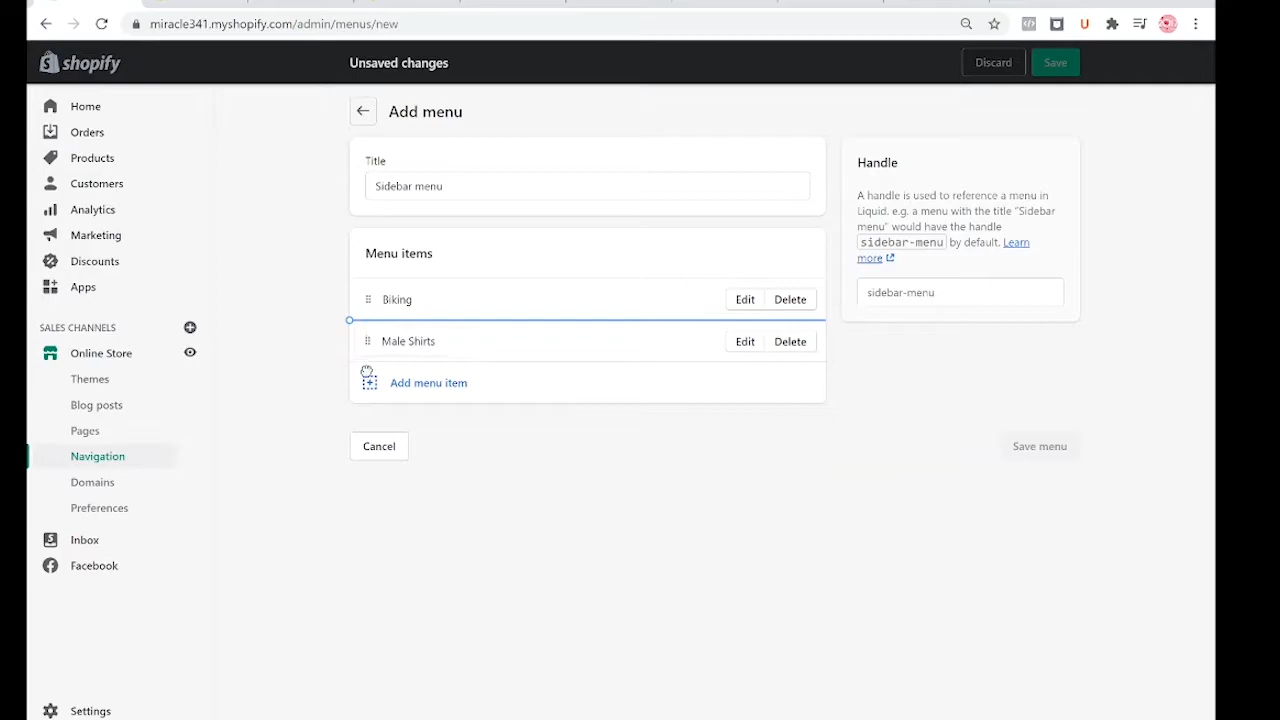 miracle341.myshopify.com/admin/menus/new
shopify
Unsaved changes
Discard
Save
Home
Orders
Products
Customers
Analytics
Marketing
Discounts
Apps
SALES CHANNELS
Online Store
Themes
Blog posts
Pages
Navigation
Domains
Preferences
Inbox
Facebook
Settings
Add menu
Title
Sidebar menu
Menu items
Biking
Edit
Delete
Male Shirts
Edit
Delete
Add menu item
Cancel
Save menu
Handle
A handle is used to reference a menu in
Liquid. e.g. a menu with the title "Sidebar
menu" would have the handle
sidebar-menu by default. Learn
more
sidebar-menu